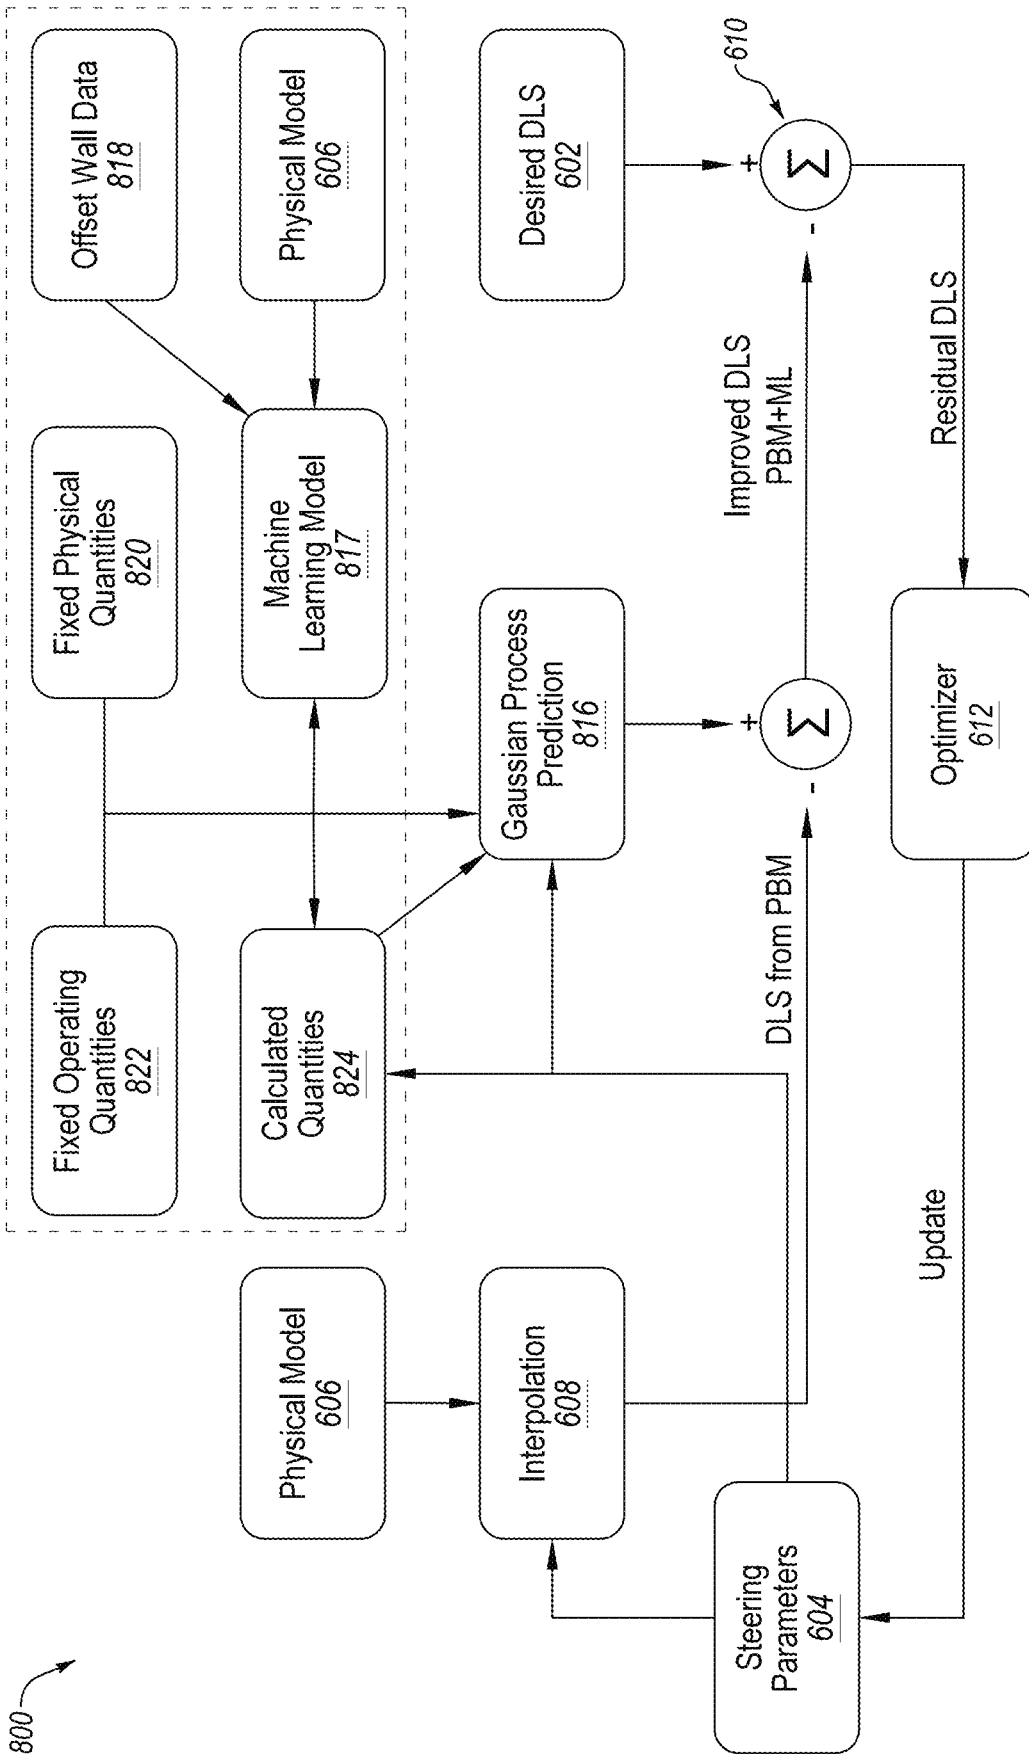 800
Fixed Operating
Quantities
822
Fixed Physical
Quantities
820
Offset Wall Data
818
Physical Model
606
Calculated
Quantities
824
Machine
Learning Model
817
Physical Model
606
Interpolation
608
Gaussian Process
Prediction
816
Desired DLS
602
Steering
Parameters
604
DLS from PBM
+
-
Σ
Improved DLS
PBM+ML
+
-
Σ
610
Update
Optimizer
612
Residual DLS